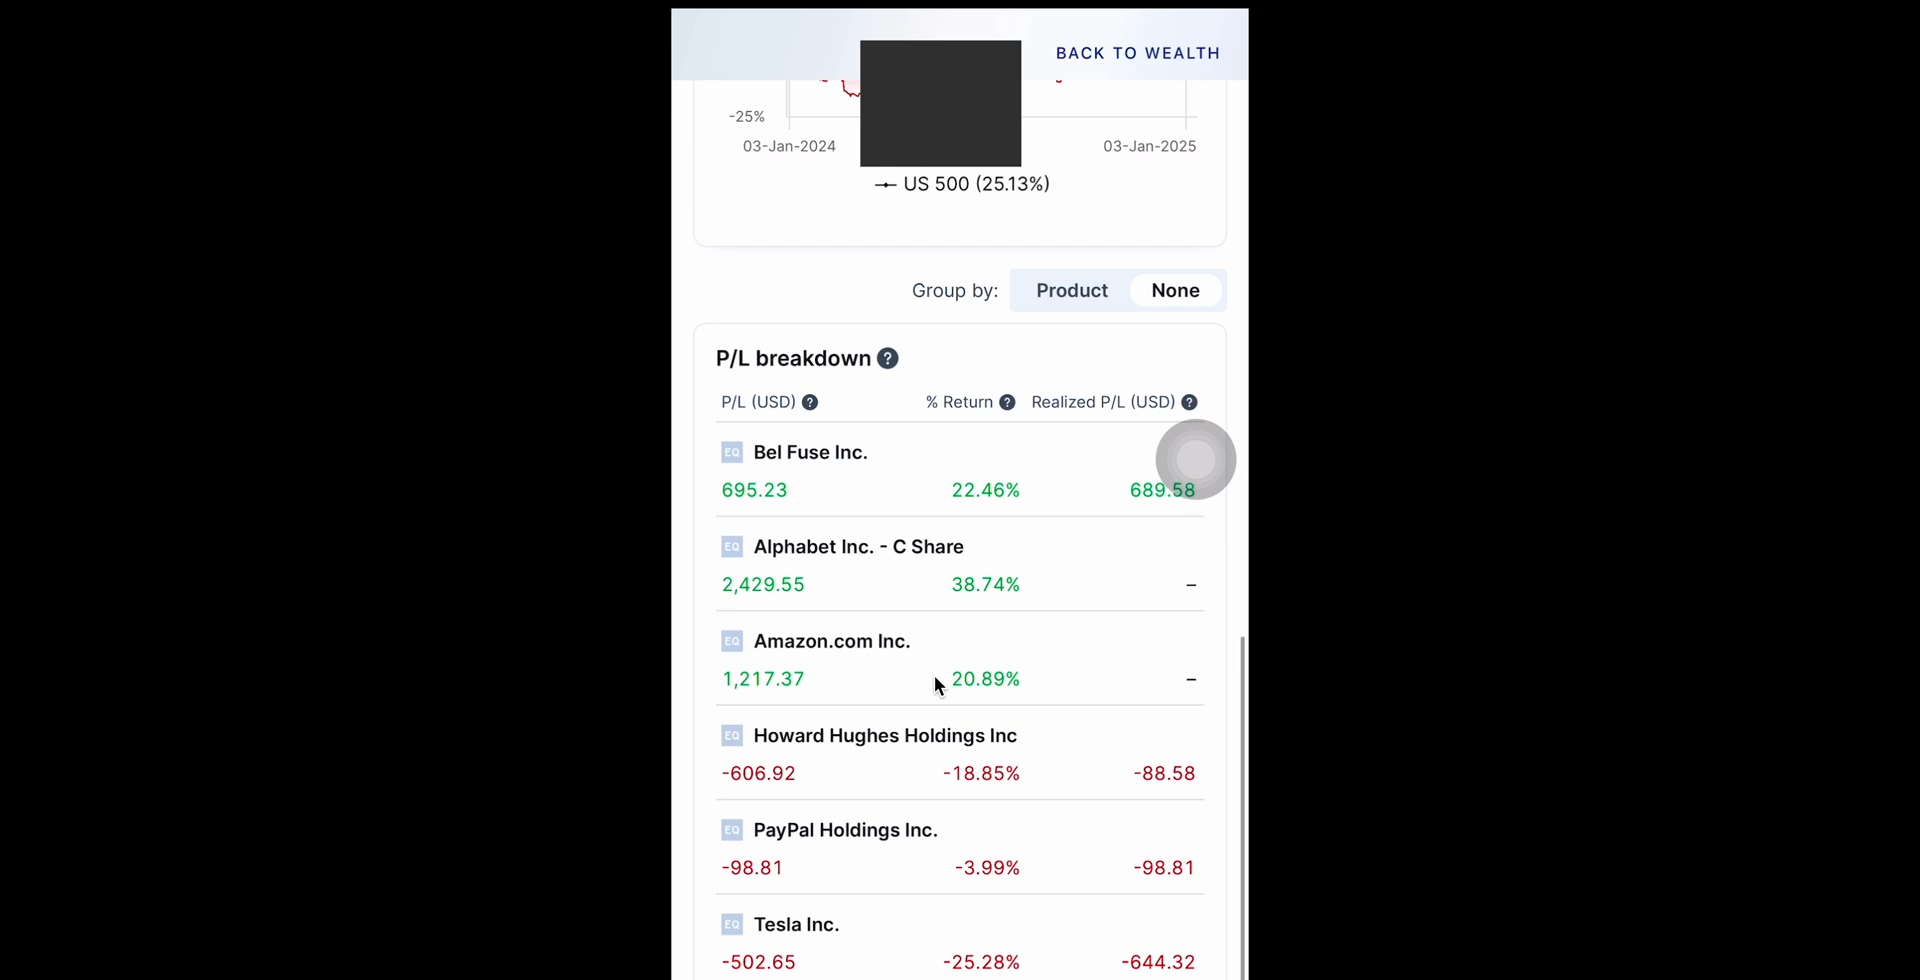 BACK TO WEALTH
-25%
03-Jan-2024 03-Jan-2025
US 500 (25.13%)
Group by: Product None
P/L breakdown ?
P/L (USD) ? % Return ? Realized P/L (USD) ?
EQ Bel Fuse Inc.
695.23 22.46% 689.58
EQ Alphabet Inc. - C Share
2,429.55 38.74% –
EQ Amazon.com Inc.
1,217.37 20.89% –
EQ Howard Hughes Holdings Inc
-606.92 -18.85% -88.58
EQ PayPal Holdings Inc.
-98.81 -3.99% -98.81
EQ Tesla Inc.
-502.65 -25.28% -644.32